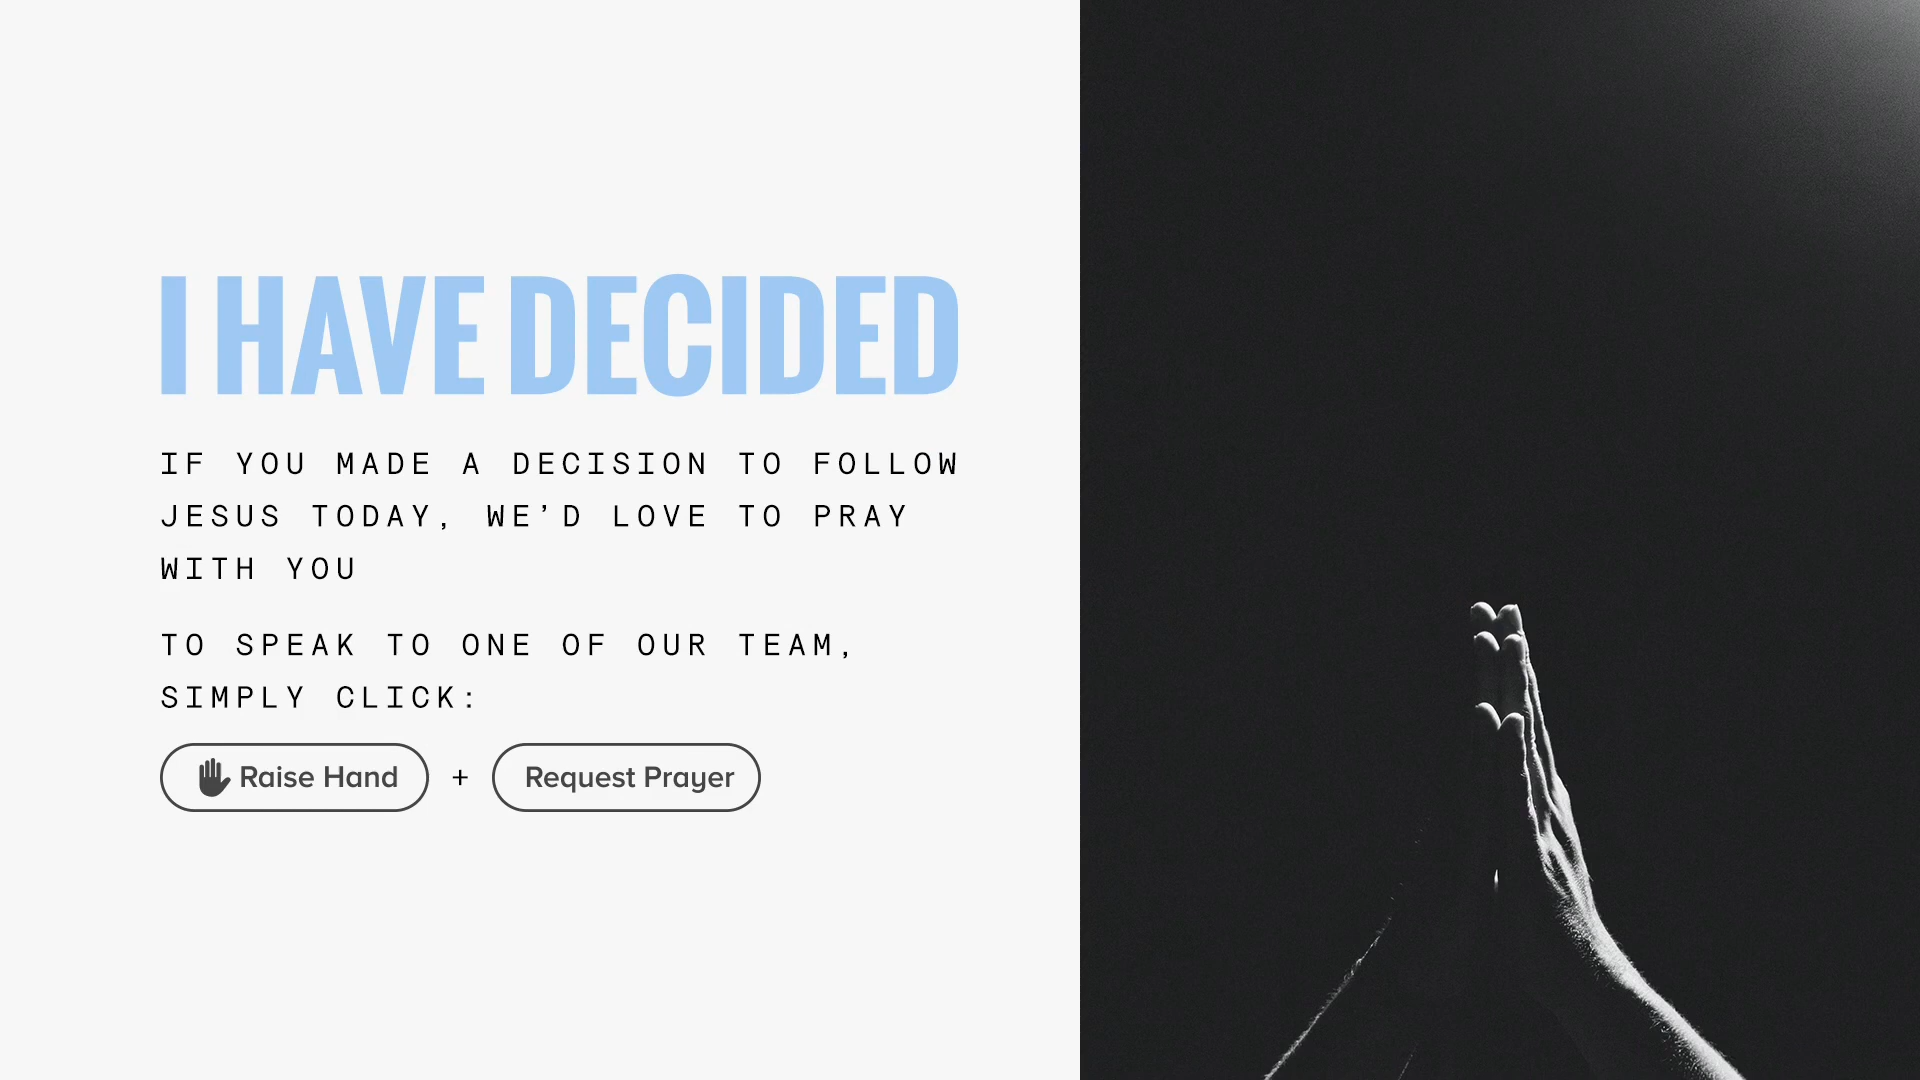 I HAVE DECIDED
IF YOU MADE A DECISION TO FOLLOW
JESUS TODAY, WE’D LOVE TO PRAY
WITH YOU
TO SPEAK TO ONE OF OUR TEAM,
SIMPLY CLICK:
Raise Hand + Request Prayer